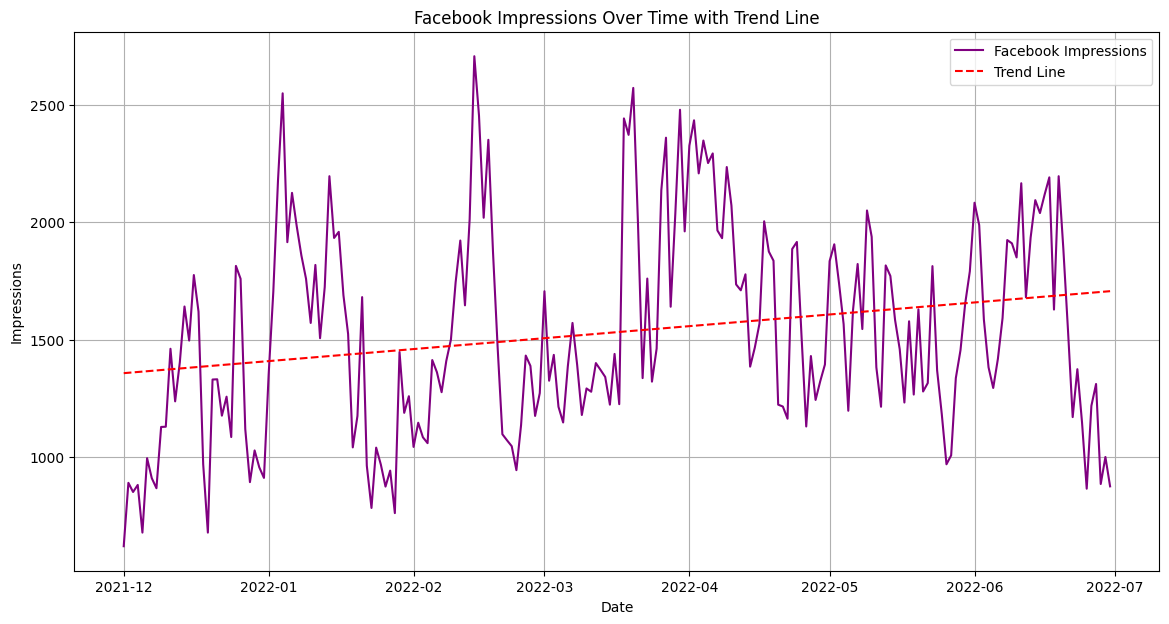 Facebook Impressions Over Time with Trend Line
Facebook Impressions
Trend Line
2500
2000
1500
1000
Impressions
2021-12
2022-01
2022-02
2022-03
2022-04
2022-05
2022-06
2022-07
Date